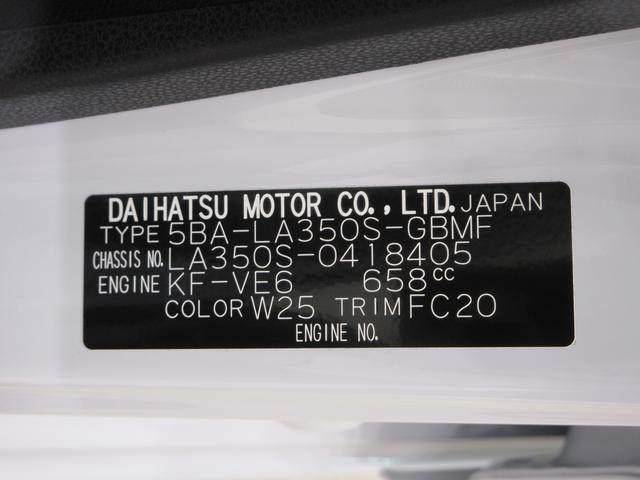 DAIHATSU MOTOR CO., LTD. JAPAN
TYPE 5BA-LA350S-GBMF
CHASSIS NO. LA350S-0418405
ENGINE KF-VE6 658cc
COLOR W25 TRIM FC20
ENGINE NO.